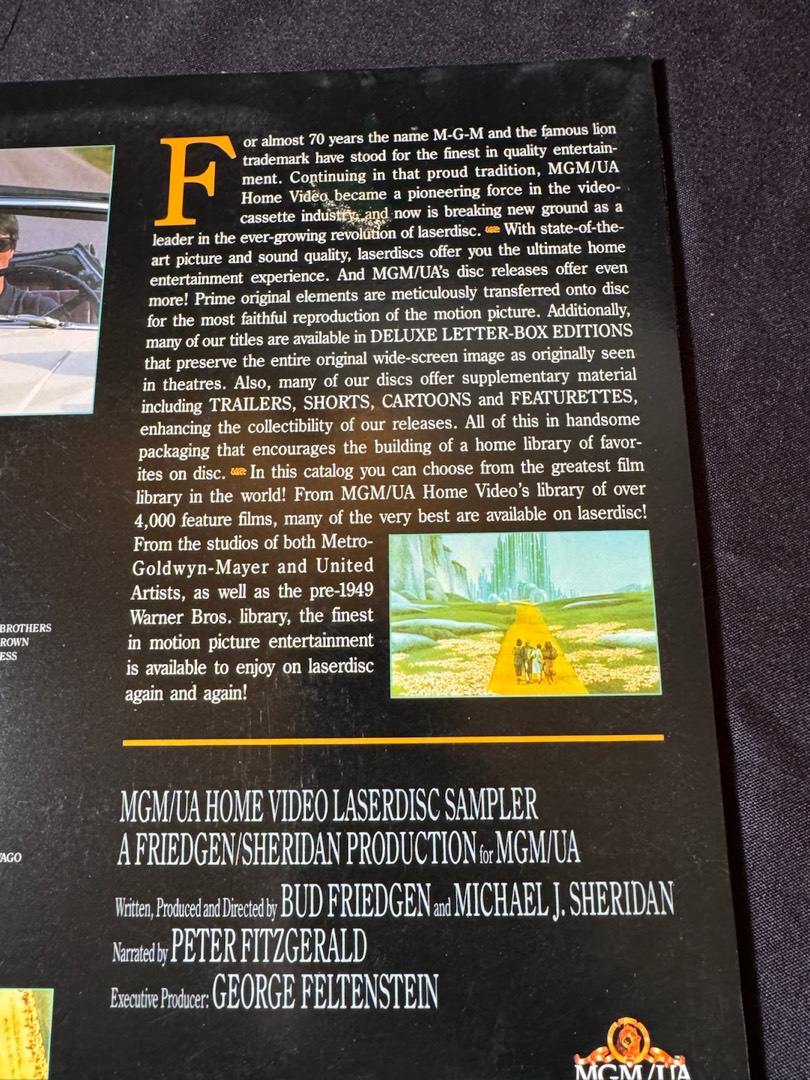 For almost 70 years the name M-G-M and the famous lion
trademark have stood for the finest in quality entertain-
ment. Continuing in that proud tradition, MGM/UA
Home Video became a pioneering force in the video-
cassette industry, and now is breaking new ground as a
leader in the ever-growing revolution of laserdisc. With state-of-the-
art picture and sound quality, laserdiscs offer you the ultimate home
entertainment experience. And MGM/UA's disc releases offer even
more! Prime original elements are meticulously transferred onto disc
for the most faithful reproduction of the motion picture. Additionally,
many of our titles are available in DELUXE LETTER-BOX EDITIONS
that preserve the entire original wide-screen image as originally seen
in theatres. Also, many of our discs offer supplementary material
including TRAILERS, SHORTS, CARTOONS and FEATURETTES,
enhancing the collectibility of our releases. All of this in handsome
packaging that encourages the building of a home library of favor-
ites on disc. In this catalog you can choose from the greatest film
library in the world! From MGM/UA Home Video's library of over
4,000 feature films, many of the very best are available on laserdisc!
From the studios of both Metro-
Goldwyn-Mayer and United
Artists, as well as the pre-1949
Warner Bros. library, the finest
in motion picture entertainment
is available to enjoy on laserdisc
again and again!
BROTHERS
ROWN
ESS
VAGO
MGM/UA HOME VIDEO LASERDISC SAMPLER
A FRIEDGEN/SHERIDAN PRODUCTION for MGM/UA
Written, Produced and Directed by BUD FRIEDGEN and MICHAEL J. SHERIDAN
Narrated by PETER FITZGERALD
Executive Producer: GEORGE FELTENSTEIN
MGM/UA